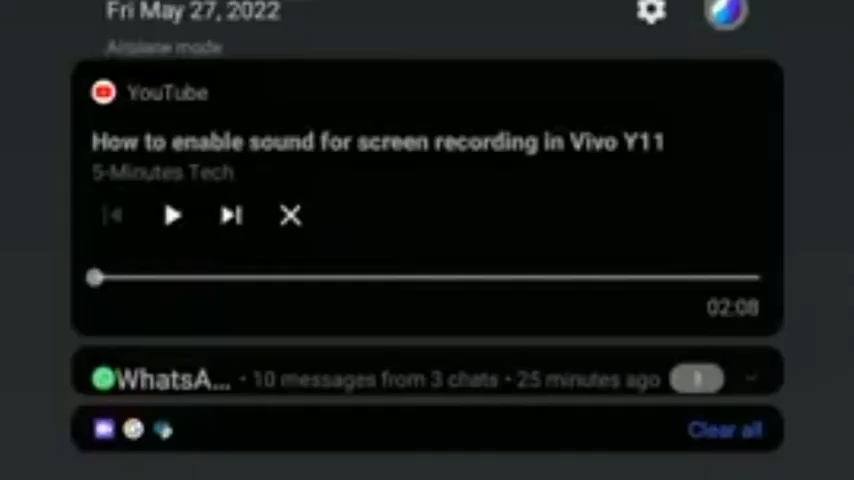 Fri May 27, 2022
Airplane mode
YouTube
How to enable sound for screen recording in Vivo Y11
5-Minutes Tech
02:08
WhatsA... • 10 messages from 3 chats • 25 minutes ago
Clear all